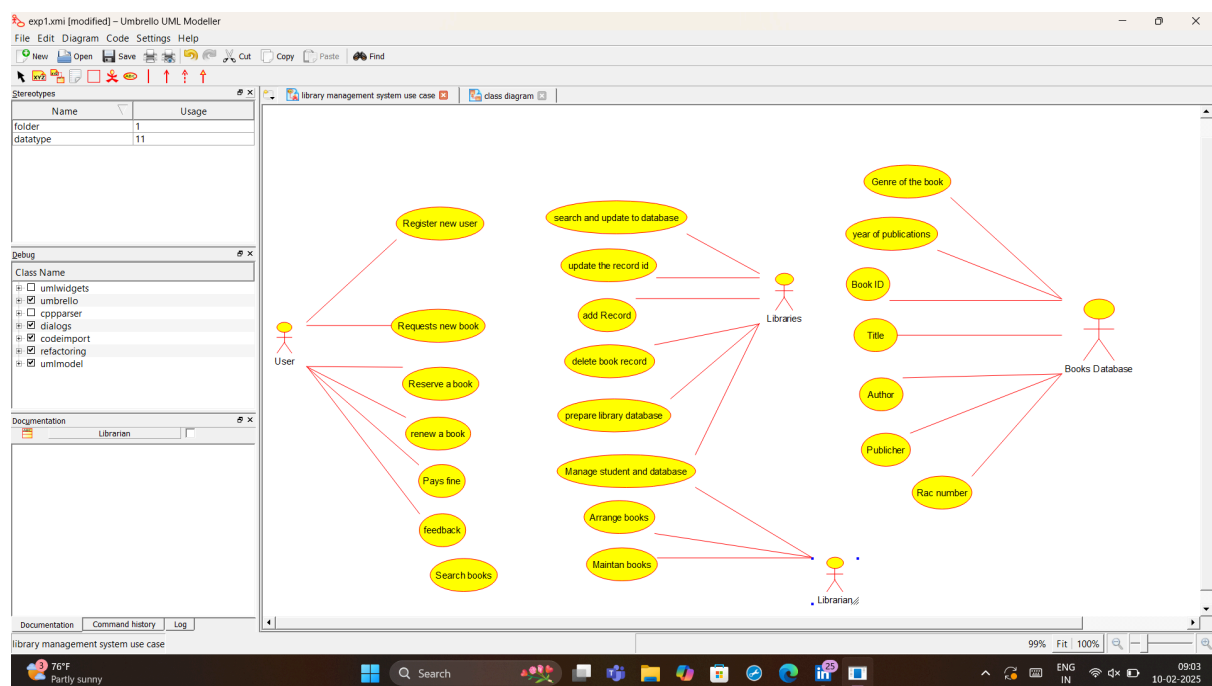 exp1.xmi [modified] – Umbrello UML Modeller
File Edit Diagram Code Settings Help
New Open Save Cut Copy Paste Find
XYZ
Stereotypes
Name Usage
folder 1
datatype 11
Debug
Class Name
umlwidgets
umbrello
cppparser
dialogs
codeimport
refactoring
umlmodel
Documentation
Librarian
Documentation Command history Log
library management system use case class diagram
Register new user
Requests new book
User
Reserve a book
renew a book
Pays fine
feedback
Search books
search and update to database
update the record id
add Record
Libraries
delete book record
prepare library database
Manage student and database
Arrange books
Maintan books
Librarian
Genre of the book
year of publications
Book ID
Title
Books Database
Author
Publicher
Rac number
library management system use case
99% Fit 100%
3
76°F
Partly sunny
Search
25
ENG
IN
09:03
10-02-2025